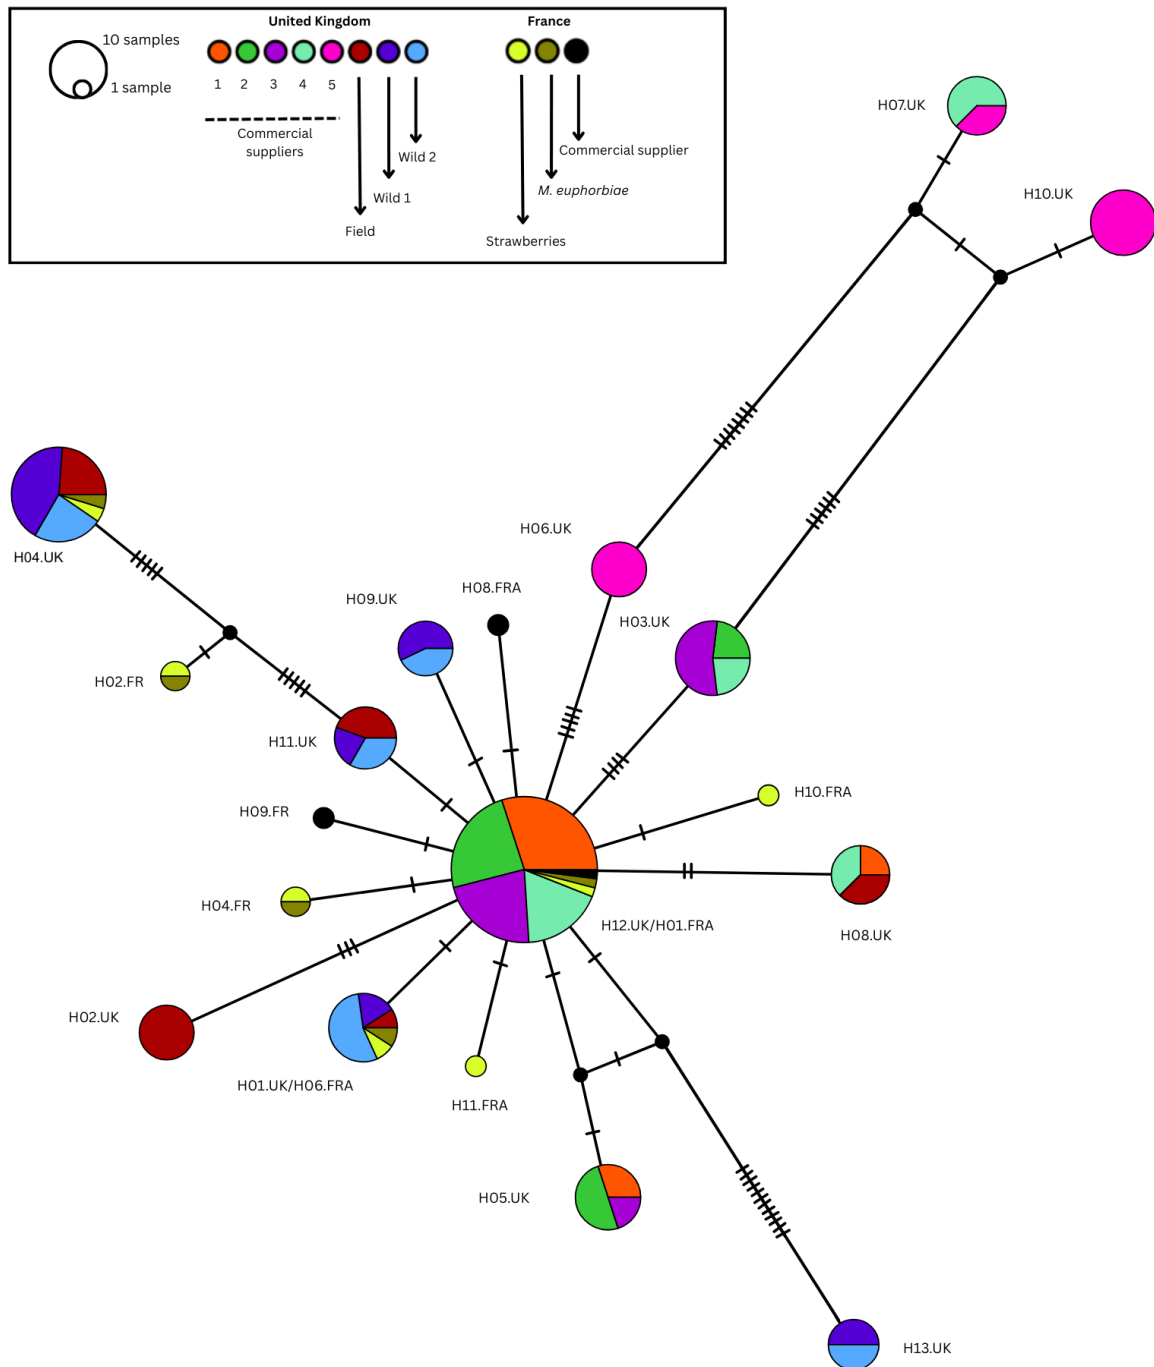 United Kingdom
France
10 samples
1 sample
1 2 3 4 5
Commercial
suppliers
Wild 2
Wild 1
Field
Commercial supplier
M. euphorbiae
Strawberries
H07.UK
H10.UK
H06.UK
H04.UK
H08.FRA
H09.UK
H03.UK
H02.FR
H11.UK
H10.FRA
H09.FR
H04.FR
H12.UK/H01.FRA
H08.UK
H02.UK
H01.UK/H06.FRA
H11.FRA
H05.UK
H13.UK